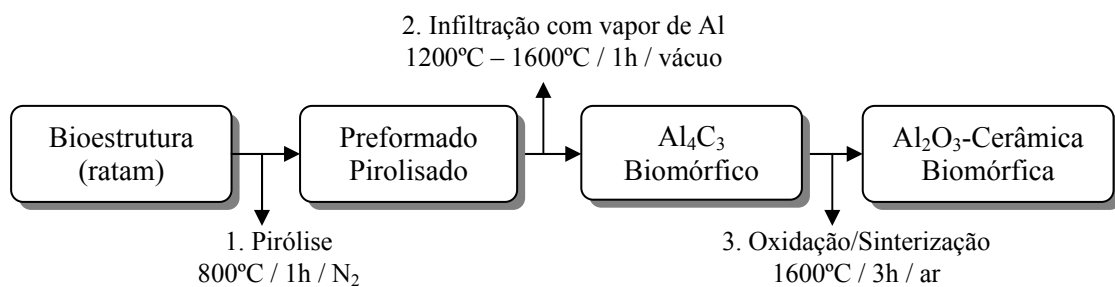 2. Infiltração com vapor de Al
1200ºC – 1600ºC / 1h / vácuo
Bioestrutura
(ratam)
Preformado
Pirolisado
Al₄C₃
Biomórfico
Al₂O₃-Cerâmica
Biomórfica
1. Pirólise
800ºC / 1h / N₂
3. Oxidação/Sinterização
1600ºC / 3h / ar